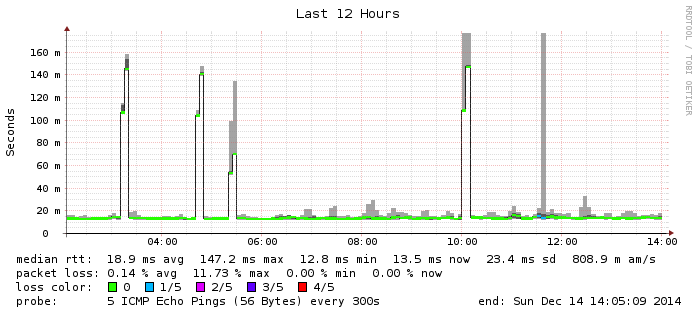 Last 12 Hours
RRDTOOL / TOBI OETIKER
Seconds
160 m
140 m
120 m
100 m
80 m
60 m
40 m
20 m
0
04:00 06:00 08:00 10:00 12:00 14:00
median rtt: 18.9 ms avg 147.2 ms max 12.8 ms min 13.5 ms now 23.4 ms sd 808.9 m am/s
packet loss: 0.14 % avg 11.73 % max 0.00 % min 0.00 % now
loss color: 0 1/5 2/5 3/5 4/5
probe: 5 ICMP Echo Pings (56 Bytes) every 300s end: Sun Dec 14 14:05:09 2014